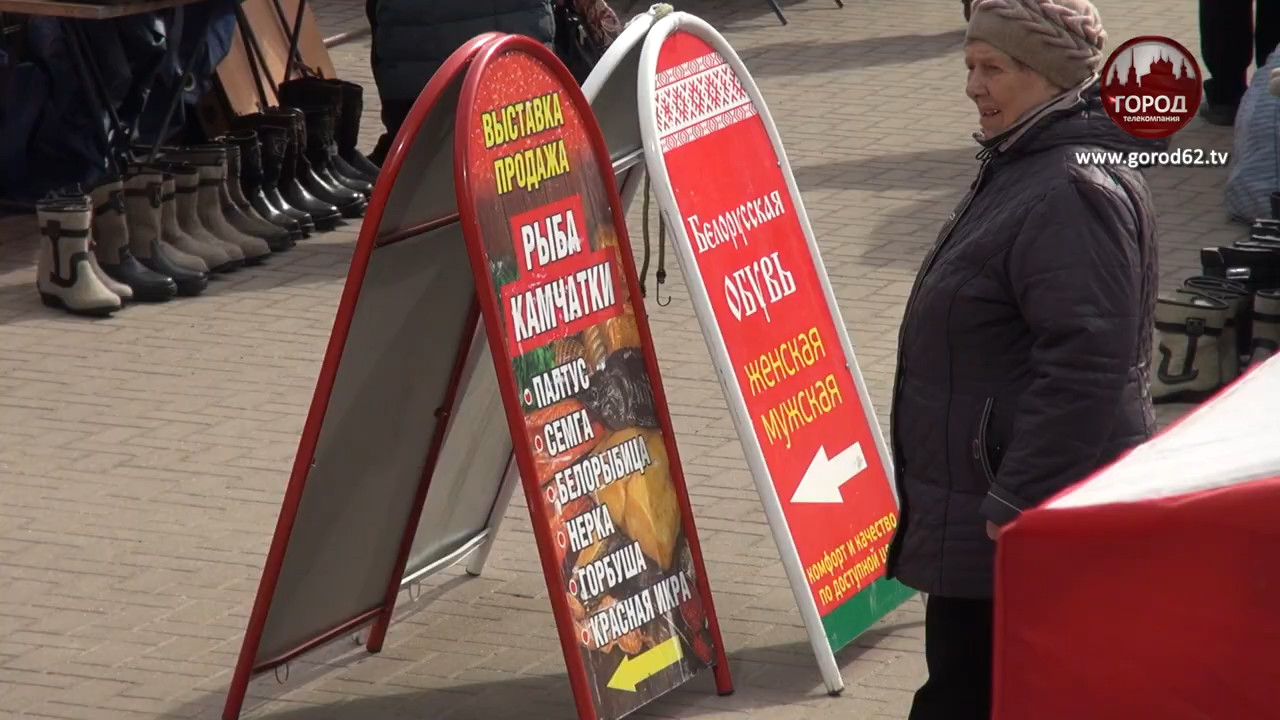 ВЫСТАВКА
ПРОДАЖА
РЫБА
КАМЧАТКИ
ПАЛТУС
СЕМГА
БЕЛОРЫБИЦА
НЕРКА
ГОРБУША
КРАСНАЯ ИКРА
Белорусская
ОБУВЬ
женская
мужская
комфорт и качество
по доступной
ГОРОД
телекомпания
www.gorod62.tv